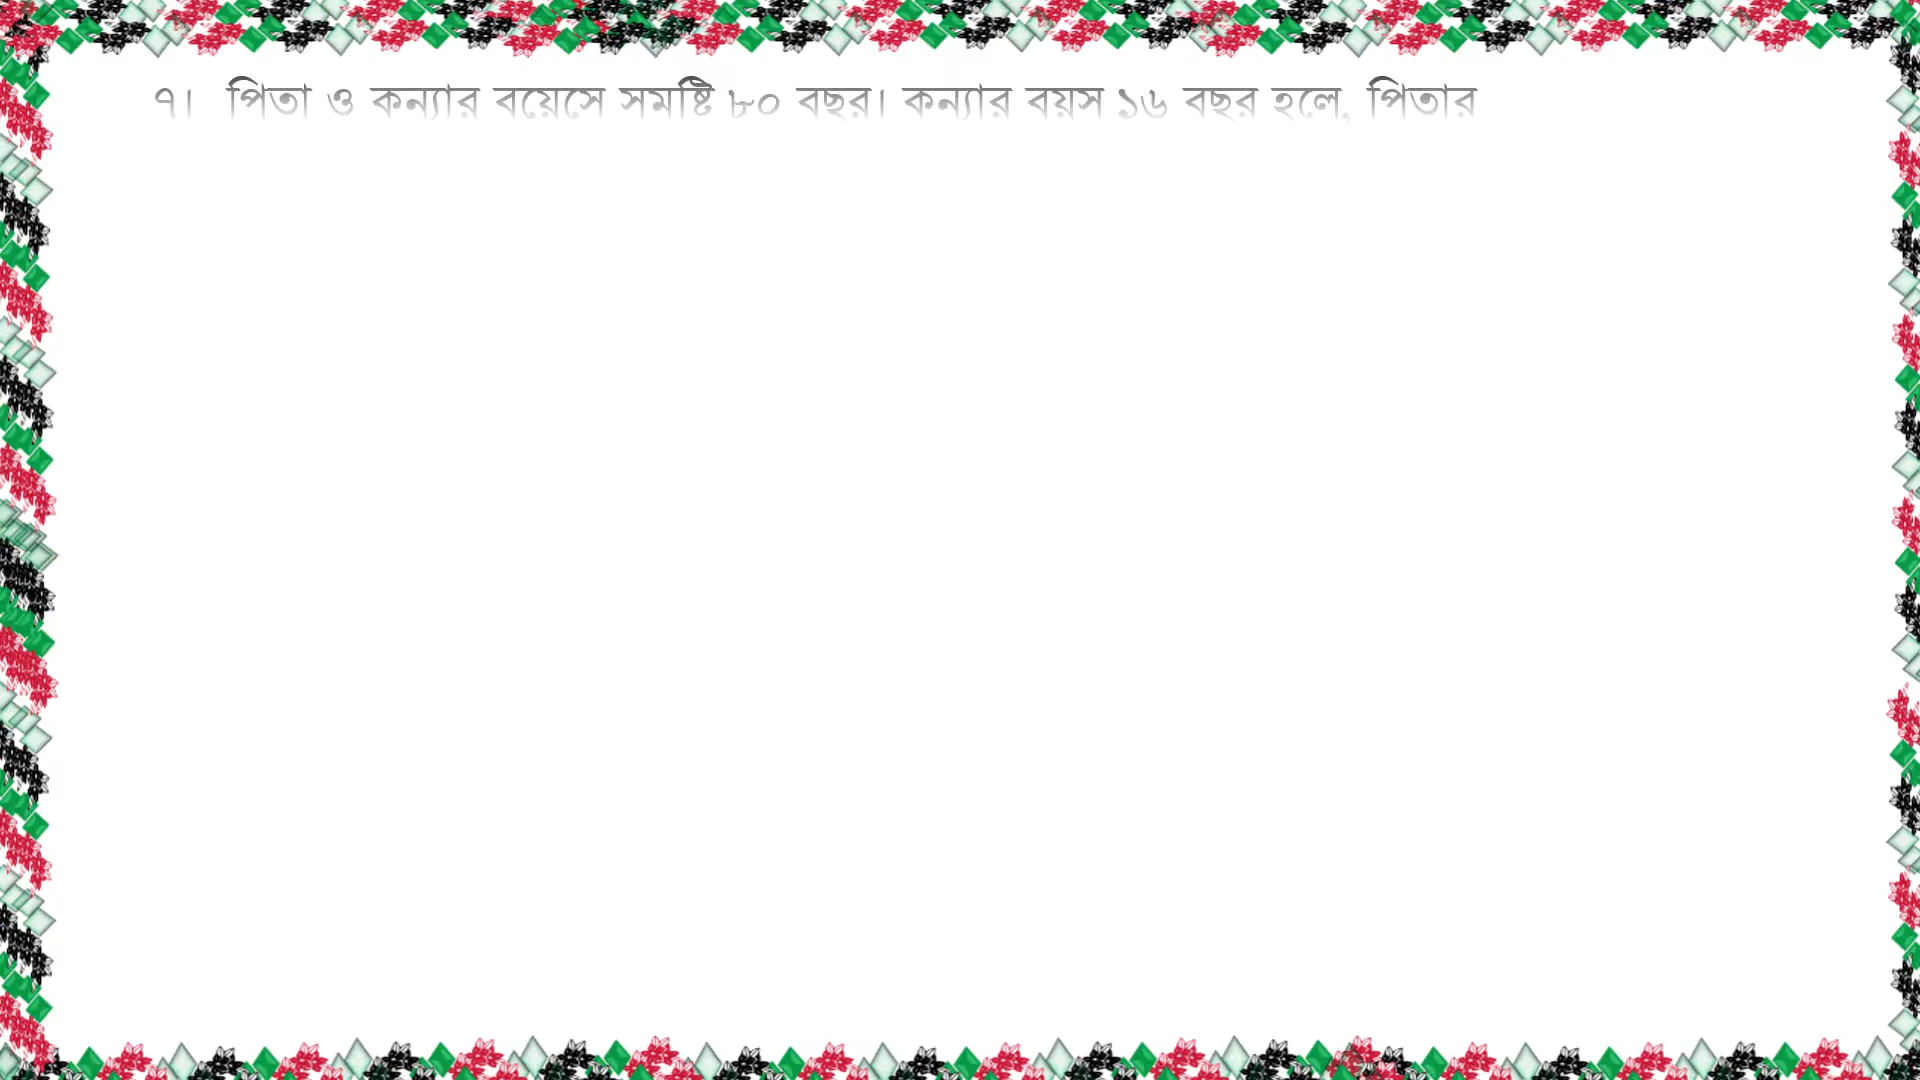 ৭। পিতা ও কন্যার বয়েসে সমষ্টি ৮০ বছর। কন্যার বয়স ১৬ বছর হলে, পিতার